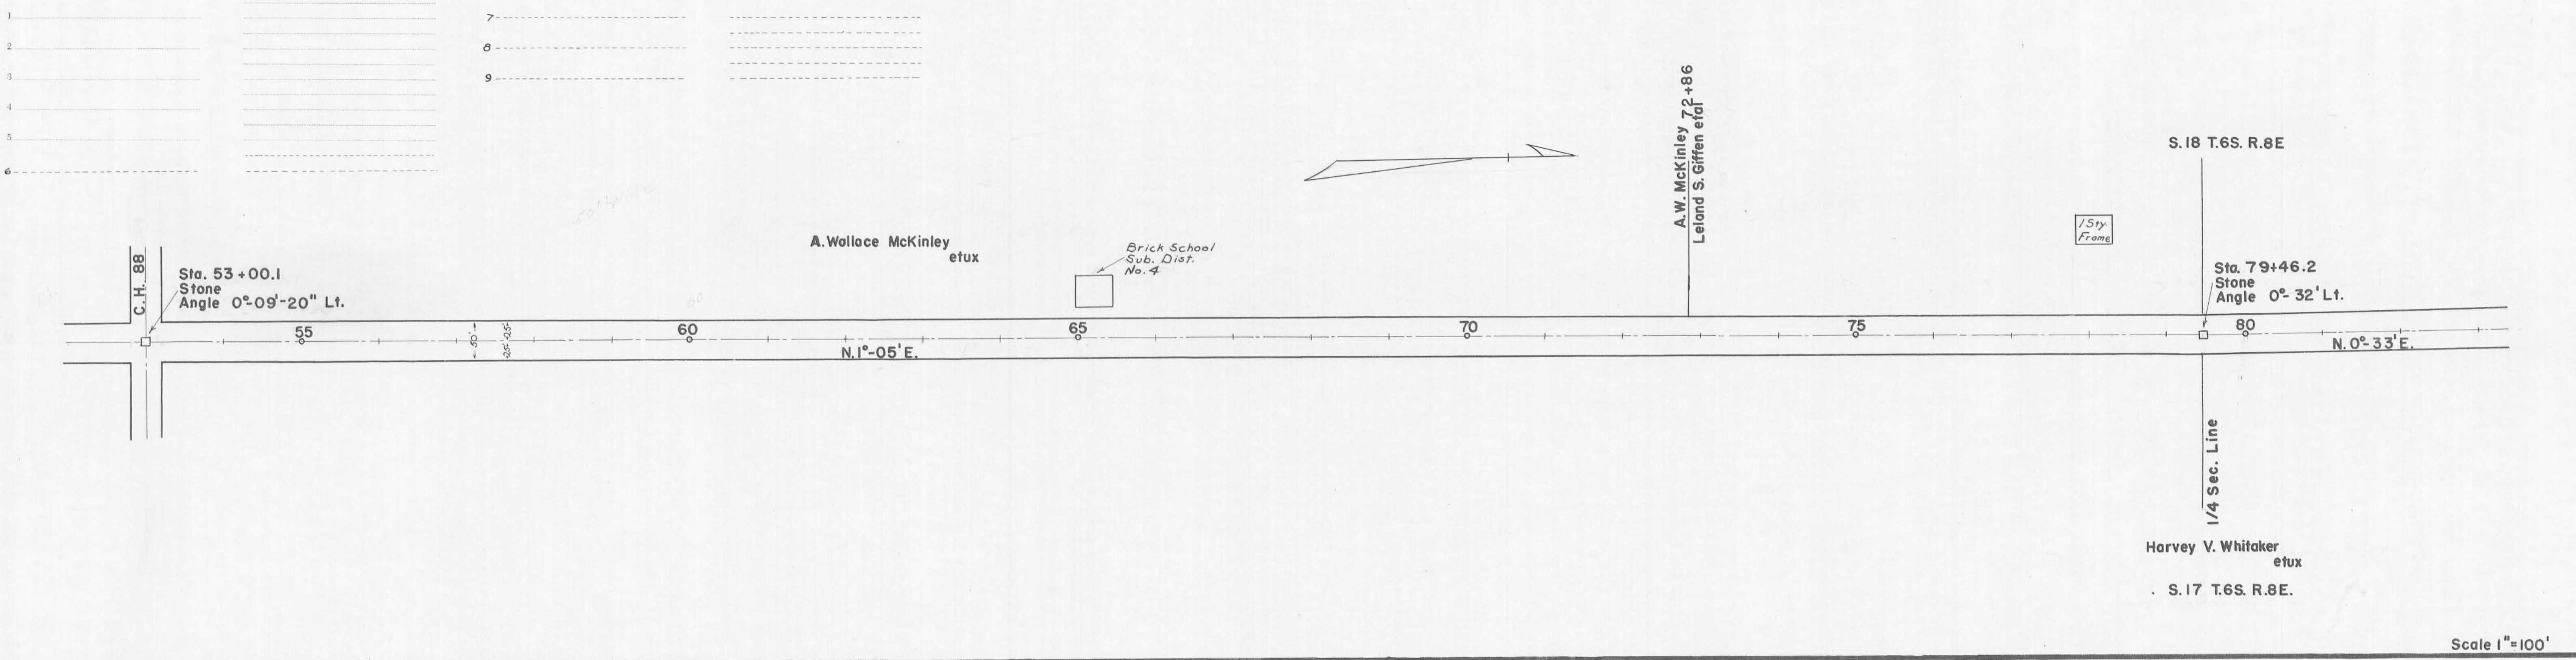 1
2
3
4
5
6
7
8
9
C. H. 88
Sta. 53+00.1
Stone
Angle 0°-09'-20" Lt.
A. Wallace McKinley
etux
Brick School
Sub. Dist.
No. 4
A.W. McKinley 72+86
Leland S. Giffen etal
1 Sty.
Frame
S. 18 T.6S. R.8E
Sta. 79+46.2
Stone
Angle 0°-32' Lt.
55
50'
25' 25'
60
65
70
75
80
N. 1°-05' E.
N. 0°-33' E.
1/4 Sec. Line
Harvey V. Whitaker
etux
S. 17 T.6S. R.8E.
Scale 1"=100'